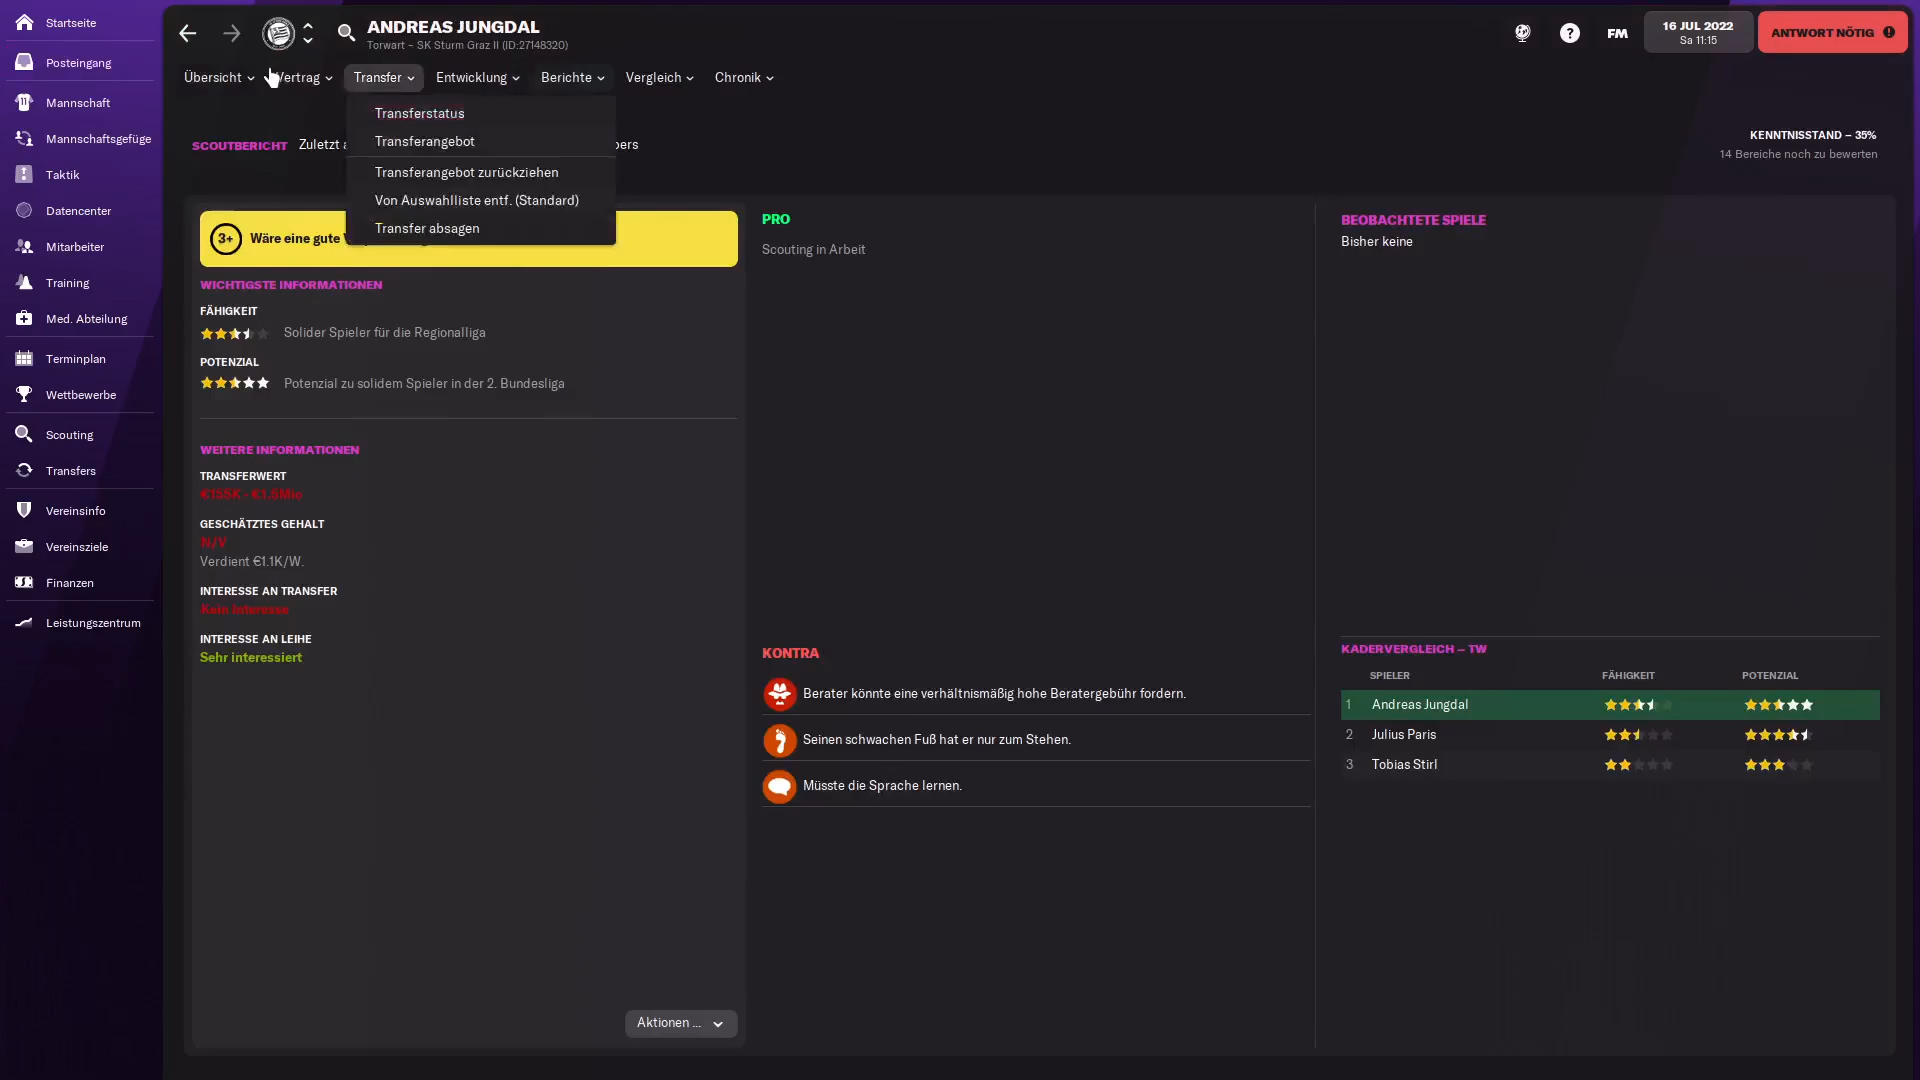 Startseite
Posteingang
Mannschaft
Mannschaftsgefüge
Taktik
Datencenter
Mitarbeiter
Training
Med. Abteilung
Terminplan
Wettbewerbe
Scouting
Transfers
Vereinsinfo
Vereinsziele
Finanzen
Leistungszentrum
ANDREAS JUNGDAL
Torwart - SK Sturm Graz II (ID:27148320)
FM
16 JUL 2022
Sa 11:15
ANTWORT NÖTIG
Übersicht
Transfer
Entwicklung
Berichte
Vergleich
Chronik
Transferstatus
Transferangebot
Transferangebot zurückziehen
Von Auswahlliste entf. (Standard)
Transfer absagen
SCOUTBERICHT Zuletzt
KENNTNISSTAND – 35%
14 Bereiche noch zu bewerten
3+ Wäre eine gute
WICHTIGSTE INFORMATIONEN
FÄHIGKEIT
Solider Spieler für die Regionalliga
POTENZIAL
Potenzial zu solidem Spieler in der 2. Bundesliga
WEITERE INFORMATIONEN
TRANSFERWERT
€155K - €1.5Mio
GESCHÄTZTES GEHALT
N/V
Verdient €1.1K/W.
INTERESSE AN TRANSFER
Kein Interesse
INTERESSE AN LEIHE
Sehr interessiert
Aktionen ...
PRO
Scouting in Arbeit
KONTRA
Berater könnte eine verhältnismäßig hohe Beratergebühr fordern.
Seinen schwachen Fuß hat er nur zum Stehen.
Müsste die Sprache lernen.
BEOBACHTETE SPIELE
Bisher keine
KADERVERGLEICH – TW
SPIELER FÄHIGKEIT POTENZIAL
1 Andreas Jungdal
2 Julius Paris
3 Tobias Stirl